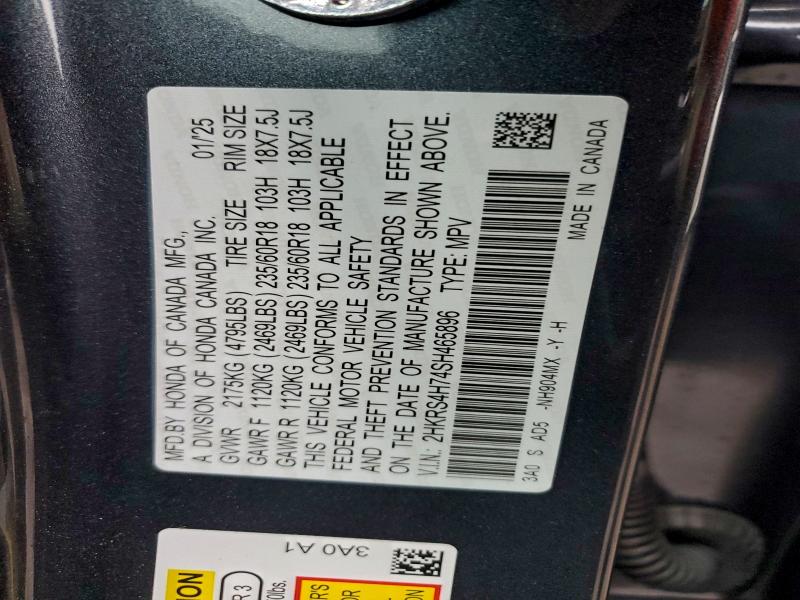 MFD.BY HONDA OF CANADA MFG.,
A DIVISION OF HONDA CANADA INC. 01/25
GVWR 2175KG (4795LBS) TIRE SIZE RIM SIZE
GAWR F 1120KG (2469LBS) 235/60R18 103H 18X7.5J
GAWR R 1120KG (2469LBS) 235/60R18 103H 18X7.5J
THIS VEHICLE CONFORMS TO ALL APPLICABLE
FEDERAL MOTOR VEHICLE SAFETY
AND THEFT PREVENTION STANDARDS IN EFFECT
ON THE DATE OF MANUFACTURE SHOWN ABOVE.
V.I.N.: 2HKRS4H74SH465896 TYPE: MPV
3A0 S AD5 -NH904MX -Y -H
MADE IN CANADA
3A0 A1